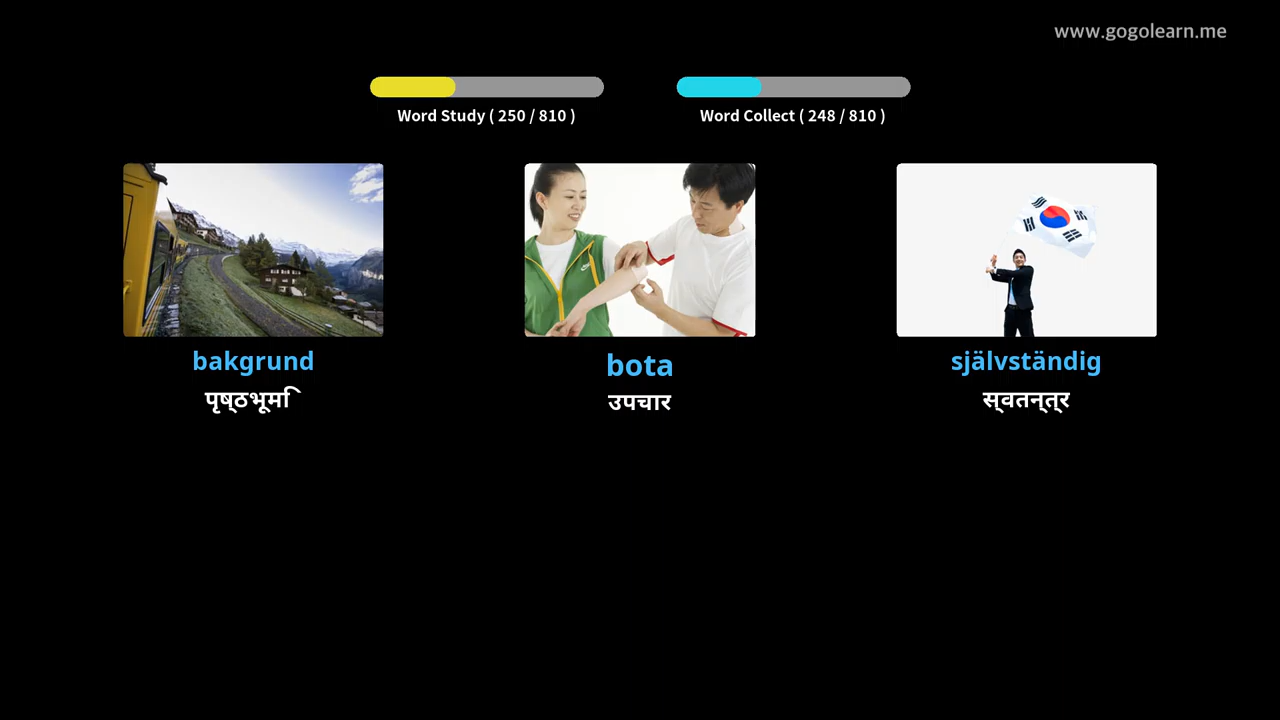 www.gogolearn.me
Word Study ( 250 / 810 )
Word Collect ( 248 / 810 )
bakgrund
पृष्ठभूमि
bota
उपचार
självständig
स्वतन्त्र